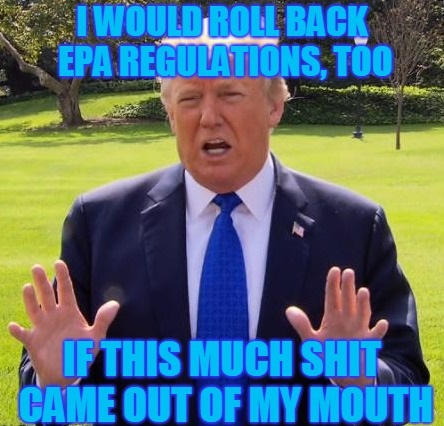 I WOULD ROLL BACK
EPA REGULATIONS, TOO
IF THIS MUCH SHIT
CAME OUT OF MY MOUTH